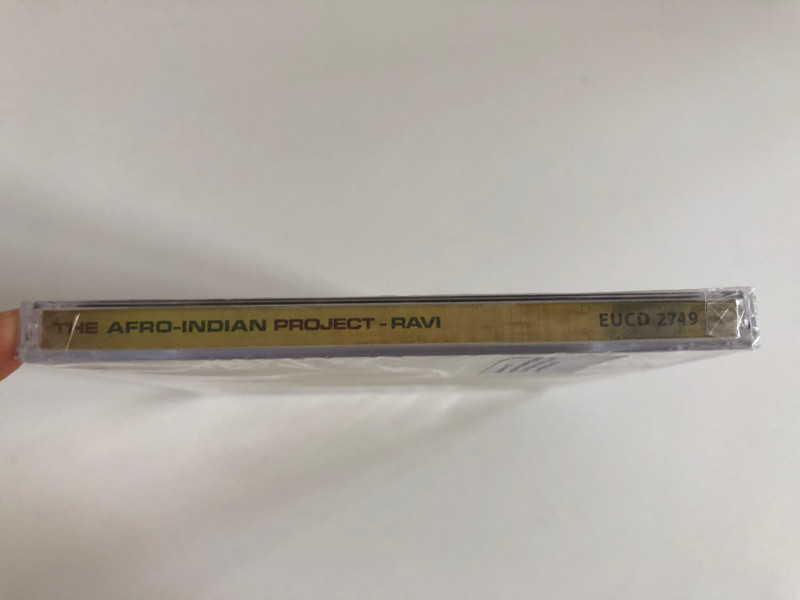 THE AFRO-INDIAN PROJECT - RAVI EUCD 2749